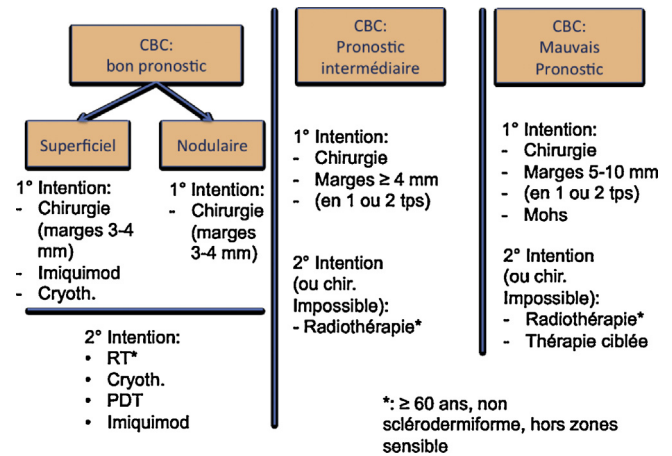 CBC:
bon pronostic
Superficiel
Nodulaire
1° Intention:
- Chirurgie
(marges 3-4
mm)
- Imiquimod
- Cryoth.
1° Intention:
- Chirurgie
(marges
3-4 mm)
2° Intention:
• RT*
• Cryoth.
• PDT
• Imiquimod
CBC:
Pronostic
intermédiaire
1° Intention:
- Chirurgie
- Marges ≥ 4 mm
- (en 1 ou 2 tps)
2° Intention
(ou chir.
Impossible):
- Radiothérapie*
CBC:
Mauvais
Pronostic
1° Intention:
- Chirurgie
- Marges 5-10 mm
- (en 1 ou 2 tps)
- Mohs
2° Intention
(ou chir.
Impossible):
- Radiothérapie*
- Thérapie ciblée
*: ≥ 60 ans, non
sclérodermiforme, hors zones
sensible